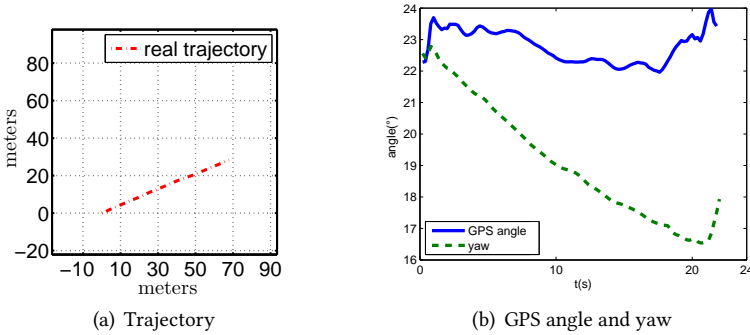 real trajectory
80
60
40
20
0
−20
meters
−10 10 30 50 70 90
meters
(a) Trajectory
24
23
22
21
20
19
18
17
16
angle(°)
GPS angle
yaw
0 10 20 24
t(s)
(b) GPS angle and yaw